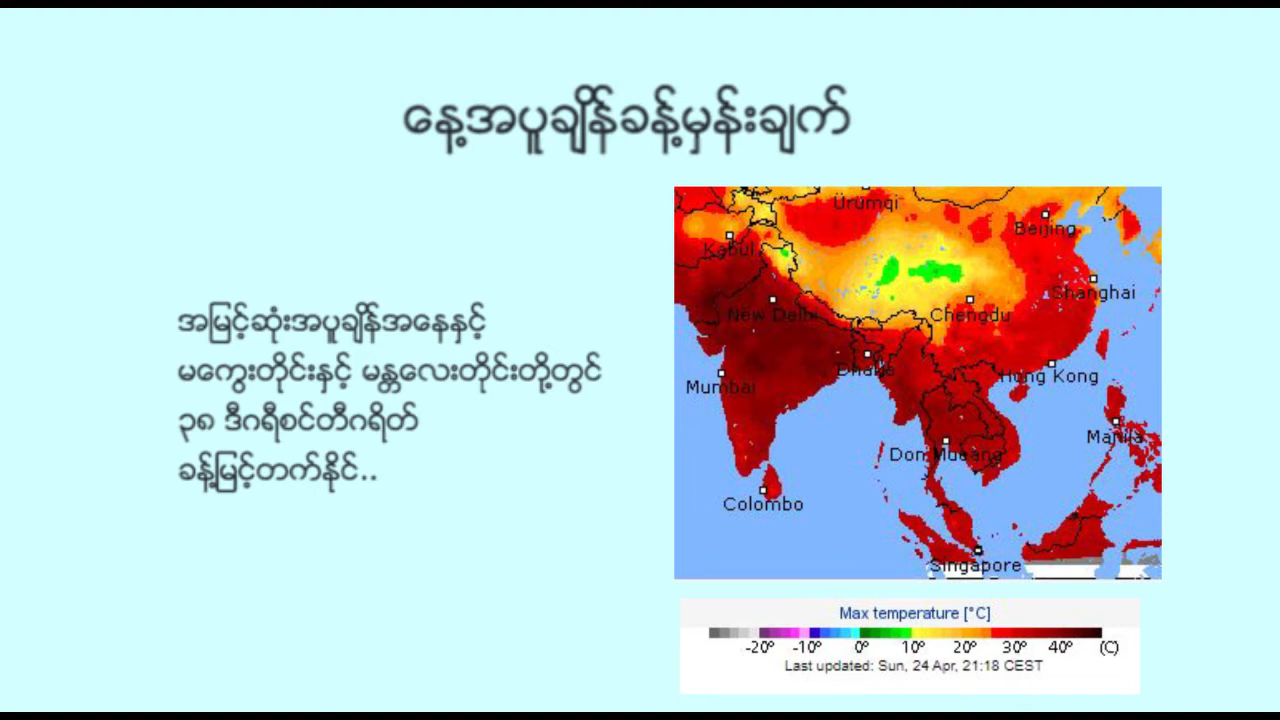 နေ့အပူချိန်ခန့်မှန်းချက်
အမြင့်ဆုံးအပူချိန်အနေနှင့်
မကွေးတိုင်းနှင့် မန္တလေးတိုင်းတို့တွင်
၃၈ ဒီဂရီစင်တီဂရိတ်
ခန့်မြင့်တက်နိုင်..
Ürümqi
Beijing
Kabul
Shanghai
New Delhi
Chengdu
Dhaka
Hong Kong
Mumbai
Manila
Don Mueang
Colombo
Singapore
Max temperature [°C]
-20° -10° 0° 10° 20° 30° 40° (C)
Last updated: Sun, 24 Apr, 21:18 CEST